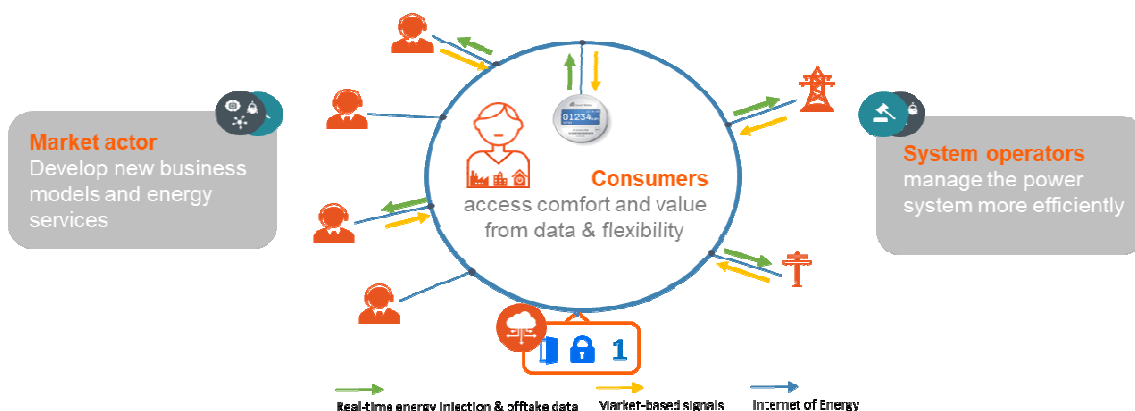 Market actor
Develop new business
models and energy
services
01234
Consumers
access comfort and value
from data & flexibility
System operators
manage the power
system more efficiently
1
Real-time energy injection & offtake data
Market-based signals
Internet of Energy